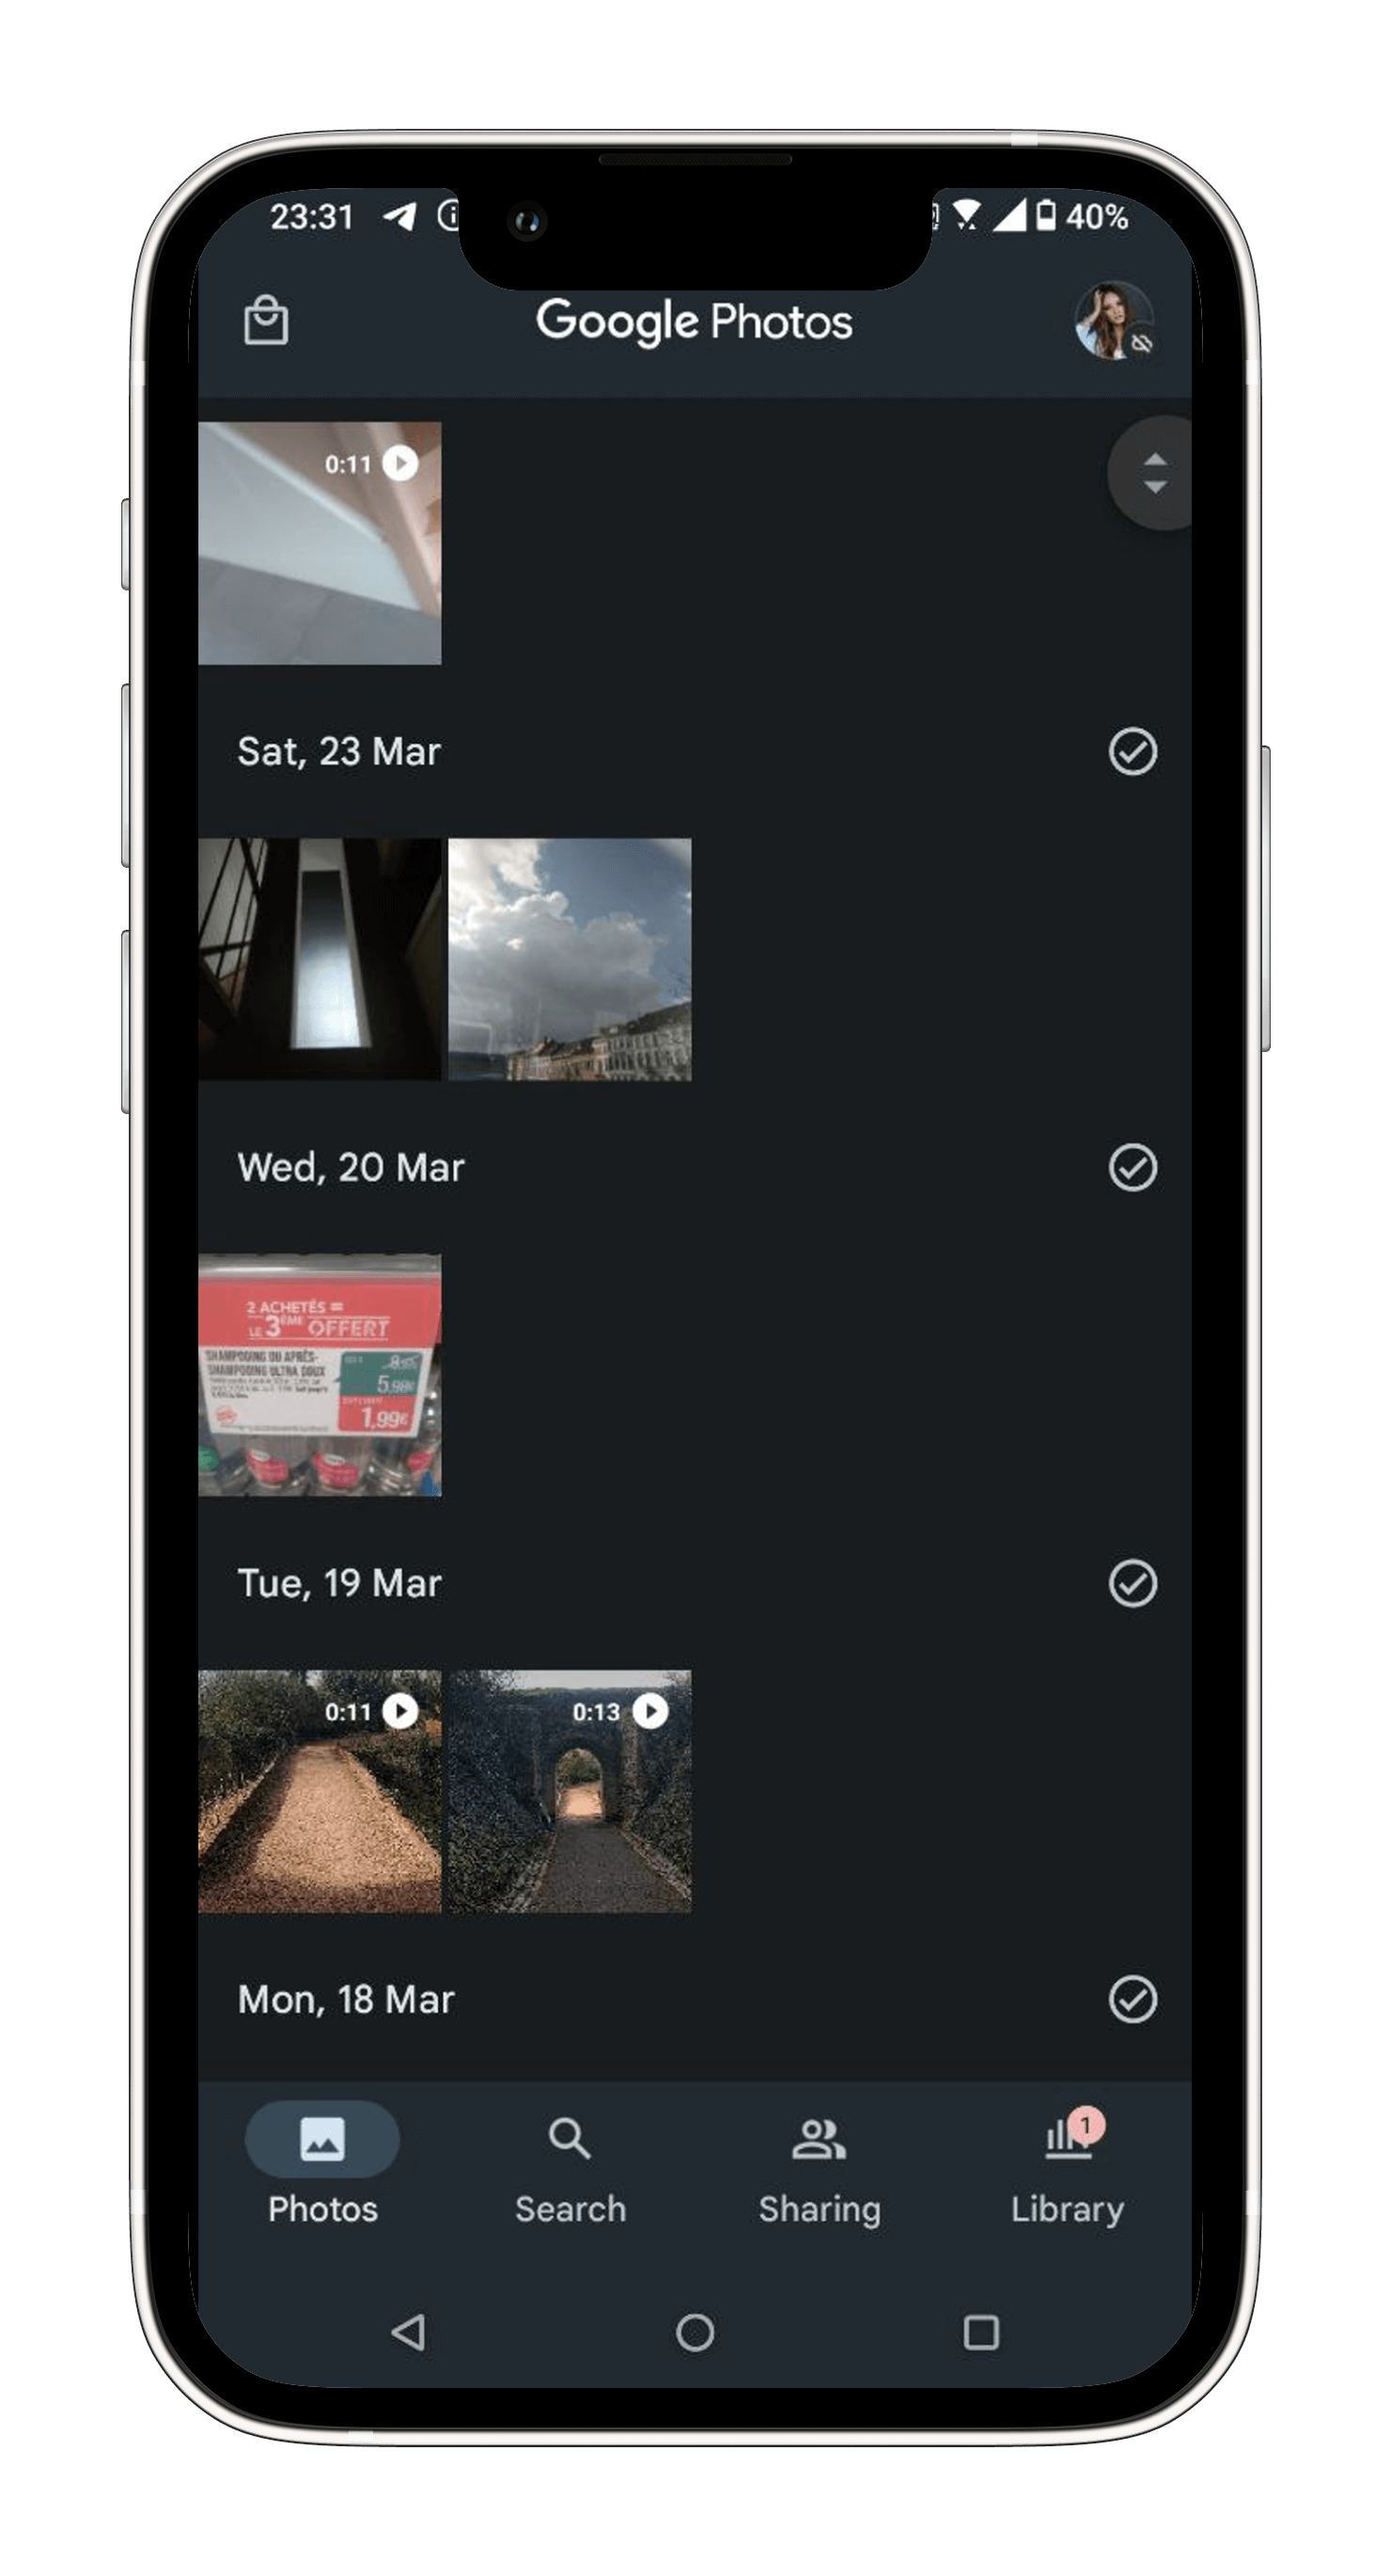 23:31
40%
Google Photos
0:11
Sat, 23 Mar
Wed, 20 Mar
2 ACHETÉS =
LE 3ÈME OFFERT
SHAMPOOING OU APRÈS-
SHAMPOOING ULTRA DOUX
5,98€
1,99€
Tue, 19 Mar
0:11
0:13
Mon, 18 Mar
1
Photos
Search
Sharing
Library